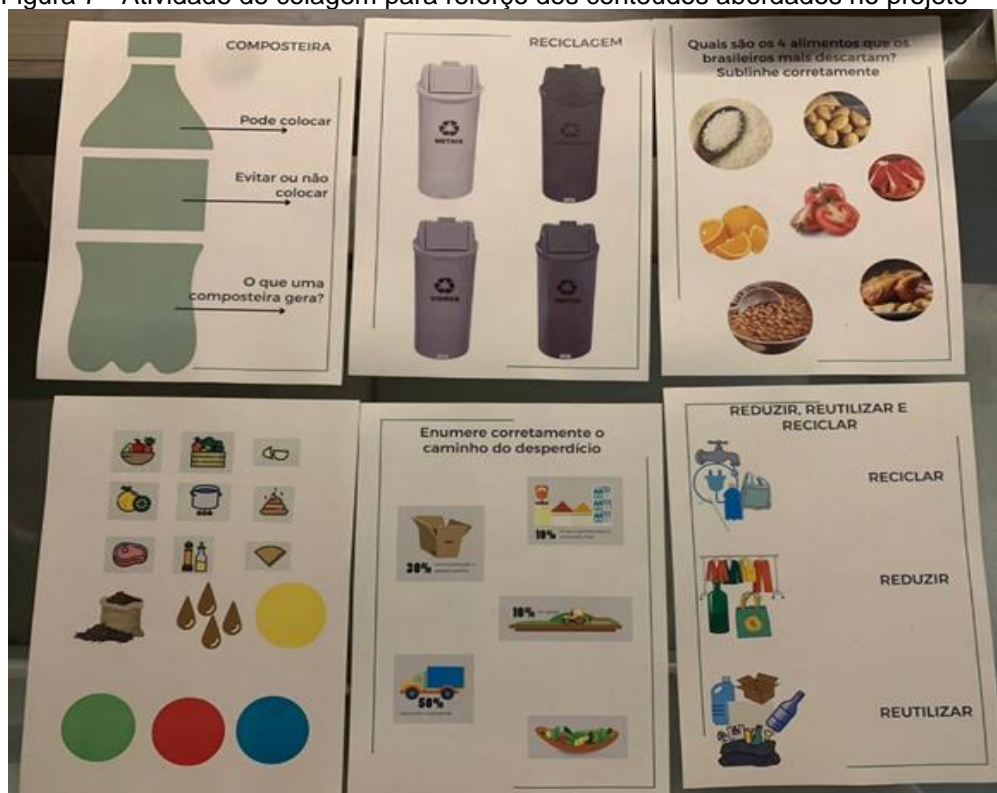 Figura 7 - Atividade de colagem para reforço dos conteúdos abordados no projeto
COMPOSTEIRA
Pode colocar
Evitar ou não
colocar
O que uma
composteira gera?
RECICLAGEM
METAIS
VIDROS
Quais são os 4 alimentos que os
brasileiros mais descartam?
Sublinhe corretamente
Enumere corretamente o
caminho do desperdício
30%
10%
10%
50%
REDUZIR, REUTILIZAR E
RECICLAR
RECICLAR
REDUZIR
REUTILIZAR